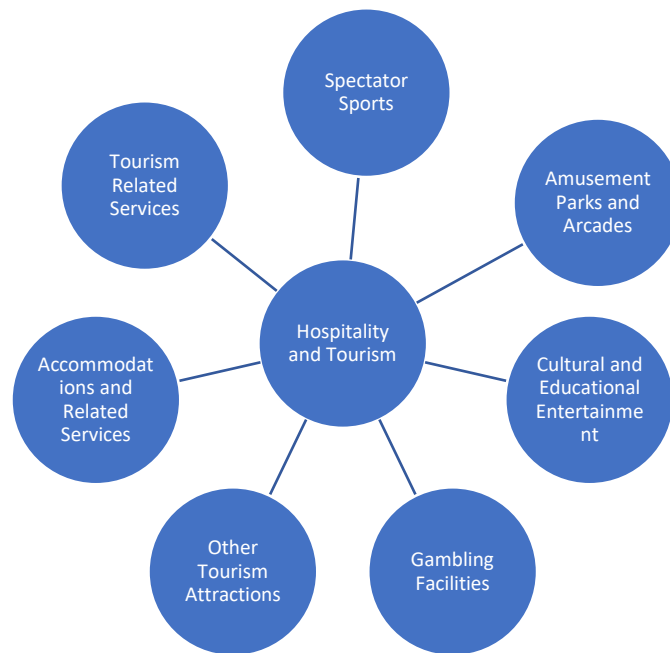 Spectator
Sports
Tourism
Related
Services
Amusement
Parks and
Arcades
Hospitality
and Tourism
Accommodat
ions and
Related
Services
Cultural and
Educational
Entertainme
nt
Other
Tourism
Attractions
Gambling
Facilities